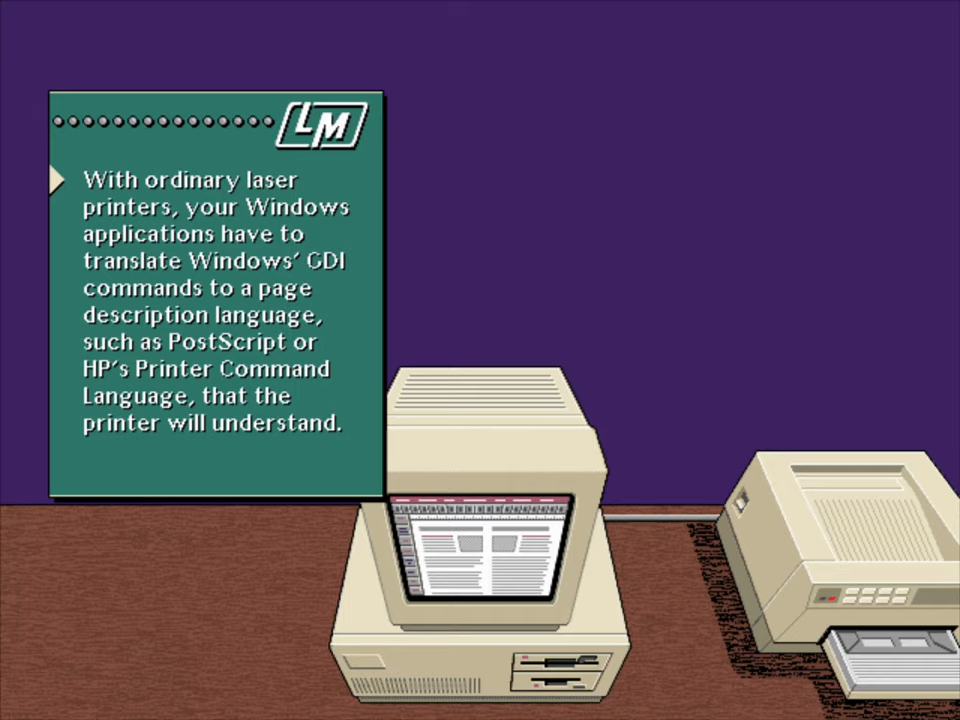 LM
With ordinary laser
printers, your Windows
applications have to
translate Windows' GDI
commands to a page
description language,
such as PostScript or
HP's Printer Command
Language, that the
printer will understand.